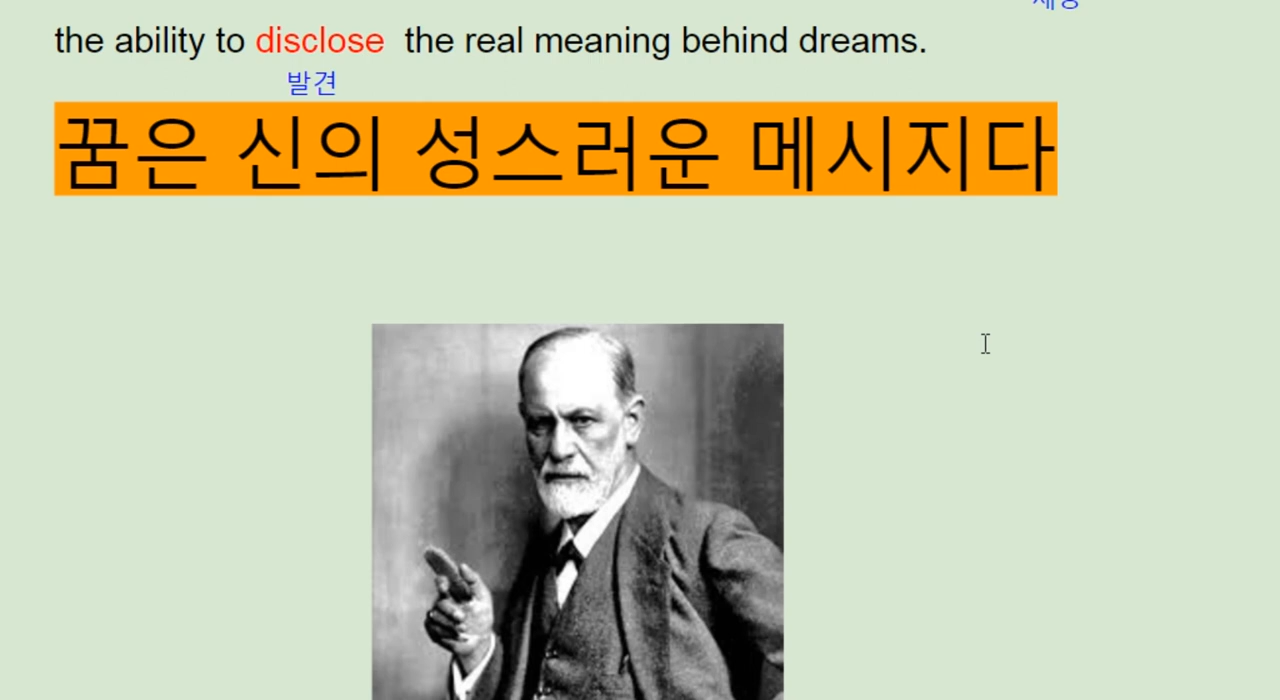 the ability to disclose the real meaning behind dreams.
발견
꿈은 신의 성스러운 메시지다